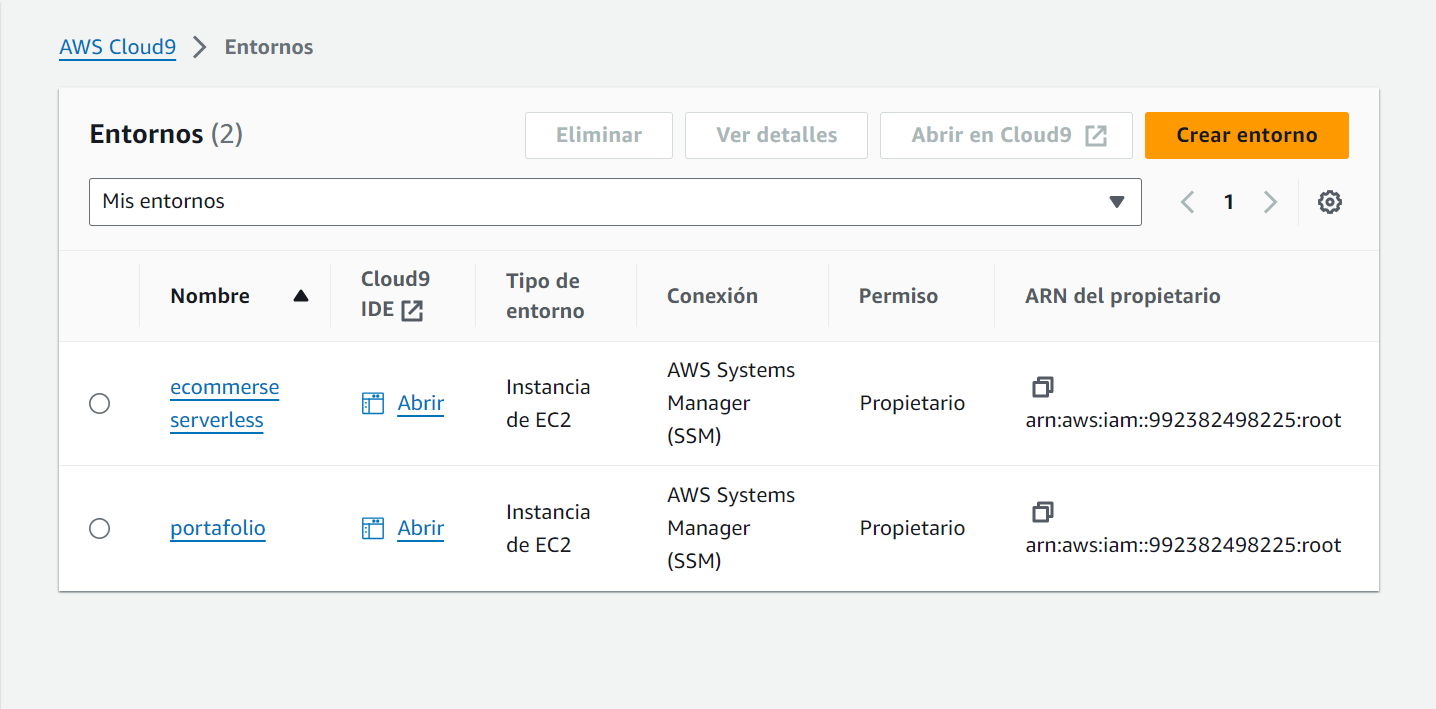 AWS Cloud9 > Entornos
Entornos (2)
Eliminar
Ver detalles
Abrir en Cloud9
Crear entorno
Mis entornos
1
Nombre
Cloud9
IDE
Tipo de
entorno
Conexión
Permiso
ARN del propietario
ecommerse
serverless
Abrir
Instancia
de EC2
AWS Systems
Manager
(SSM)
Propietario
arn:aws:iam::992382498225:root
portafolio
Abrir
Instancia
de EC2
AWS Systems
Manager
(SSM)
Propietario
arn:aws:iam::992382498225:root